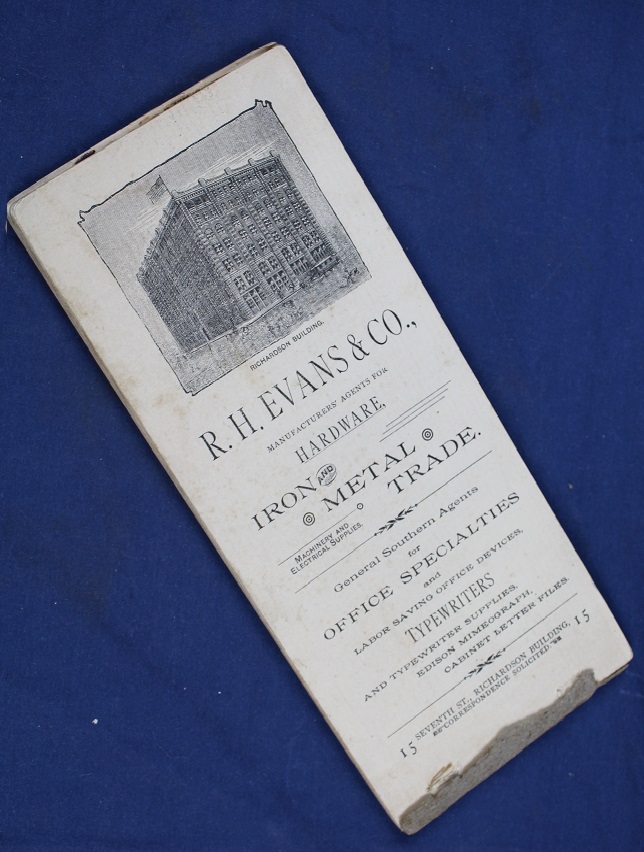 RICHARDSON BUILDING.
R. H. EVANS & CO.,
MANUFACTURERS' AGENTS FOR
HARDWARE,
IRON AND METAL TRADE.
MACHINERY AND
ELECTRICAL SUPPLIES.
General Southern Agents
for
OFFICE SPECIALTIES
and
LABOR SAVING OFFICE DEVICES,
TYPEWRITERS
AND TYPEWRITER SUPPLIES,
EDISON MIMEOGRAPH,
CABINET LETTER FILES.
15 SEVENTH ST., RICHARDSON BUILDING, 15
CORRESPONDENCE SOLICITED.